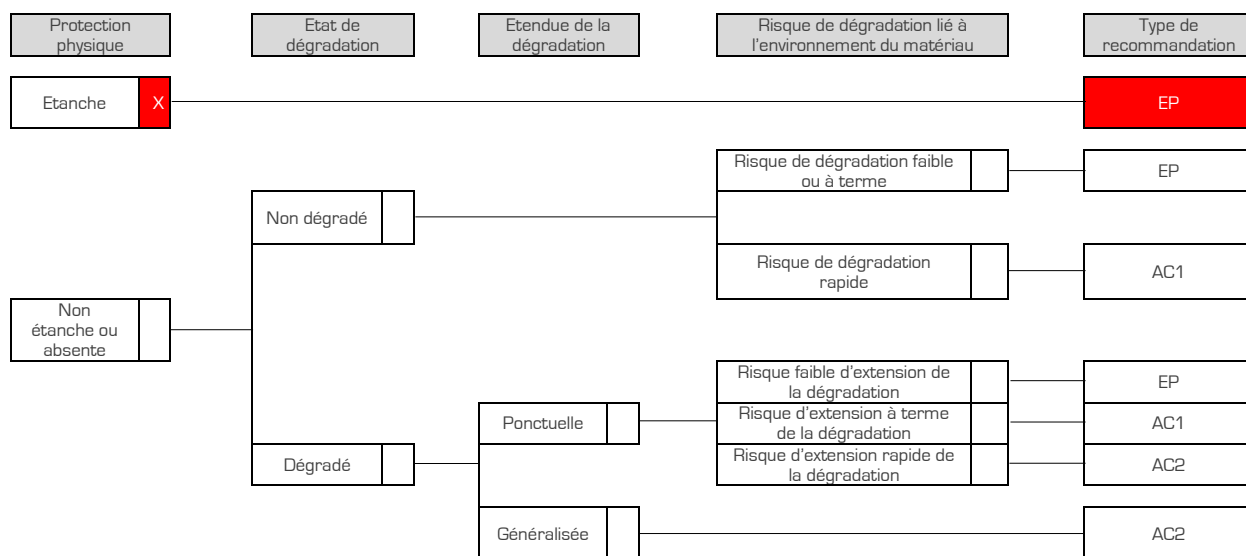 Protection
physique
Etat de
dégradation
Etendue de la
dégradation
Risque de dégradation lié à
l'environnement du matériau
Type de
recommandation
Etanche
X
EP
Risque de dégradation faible
ou à terme
EP
Non dégradé
Risque de dégradation
rapide
AC1
Non
étanche ou
absente
Risque faible d'extension de
la dégradation
EP
Ponctuelle
Risque d'extension à terme
de la dégradation
AC1
Dégradé
Risque d'extension rapide de
la dégradation
AC2
Généralisée
AC2